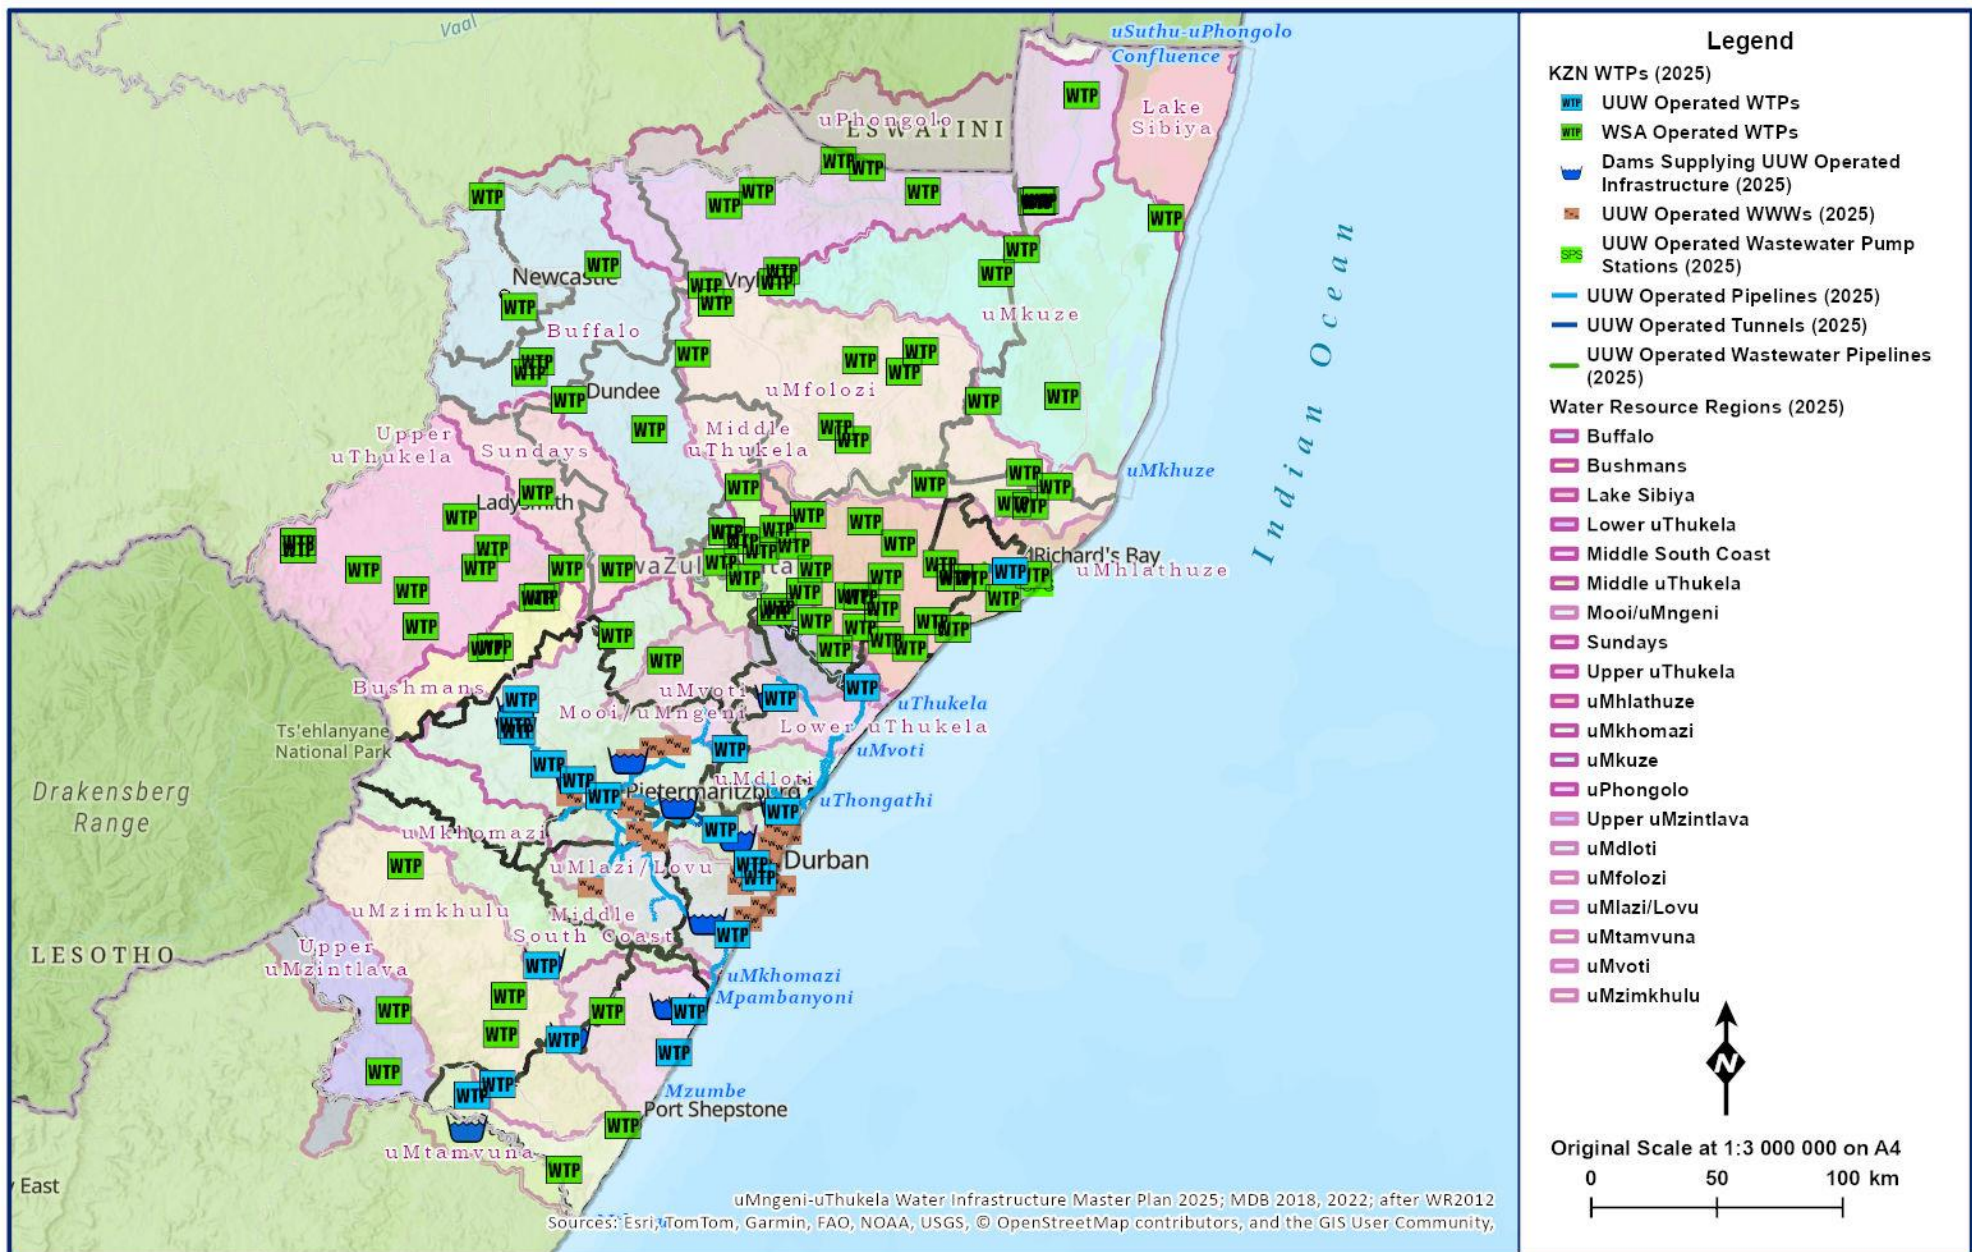 Vaal
uSuthu-uPhongolo
Confluence
Lake
Sibiya
uPhongolo
ESWATINI
WTP
Newcastle
Buffalo
uMkuze
Dundee
uMfolozi
Middle
uThukela
Upper
uThukela
Sundays
Ladysmith
uMkhuze
Indian Ocean
Richard's Bay
uMhlathuze
Bushmans
uMvoti
Mooi/uMngeni
uThukela
Lower uThukela
uMvoti
Ts'ehlanyane
National Park
uMdloti
Pietermaritzburg
uThongathi
Drakensberg
Range
uMkhomazi
uMlazi/Lovu
Durban
uMzimkhulu
Middle
South Coast
Upper
uMzintlava
LESOTHO
uMkhomazi
Mpambanyoni
Mzumbe
Port Shepstone
uMtamvuna
East
uMngeni-uThukela Water Infrastructure Master Plan 2025; MDB 2018, 2022; after WR2012
Sources: Esri, TomTom, Garmin, FAO, NOAA, USGS, © OpenStreetMap contributors, and the GIS User Community,
Legend
KZN WTPs (2025)
WTP UUW Operated WTPs
WTP WSA Operated WTPs
Dams Supplying UUW Operated
Infrastructure (2025)
UUW Operated WWWs (2025)
SPS UUW Operated Wastewater Pump
Stations (2025)
UUW Operated Pipelines (2025)
UUW Operated Tunnels (2025)
UUW Operated Wastewater Pipelines
(2025)
Water Resource Regions (2025)
Buffalo
Bushmans
Lake Sibiya
Lower uThukela
Middle South Coast
Middle uThukela
Mooi/uMngeni
Sundays
Upper uThukela
uMhlathuze
uMkhomazi
uMkuze
uPhongolo
Upper uMzintlava
uMdloti
uMfolozi
uMlazi/Lovu
uMtamvuna
uMvoti
uMzimkhulu
N
Original Scale at 1:3 000 000 on A4
0 50 100 km